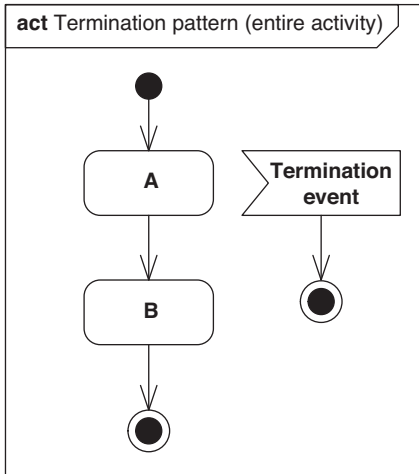 act Termination pattern (entire activity)
A
Termination
event
B